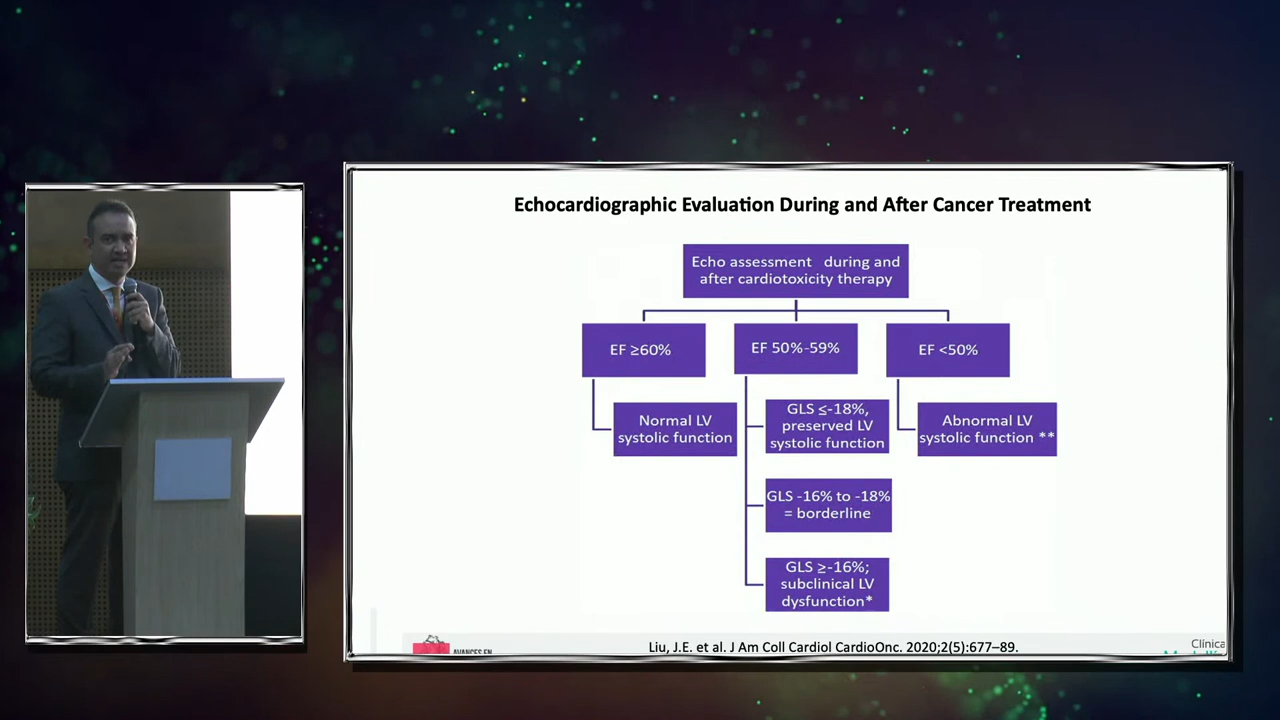 Echocardiographic Evaluation During and After Cancer Treatment
Echo assessment during and
after cardiotoxicity therapy
EF ≥60%
EF 50%-59%
EF <50%
Normal LV
systolic function
GLS ≤-18%,
preserved LV
systolic function
Abnormal LV
systolic function **
GLS -16% to -18%
= borderline
GLS ≥-16%;
subclinical LV
dysfunction*
AVANCES EN
Liu, J.E. et al. J Am Coll Cardiol CardioOnc. 2020;2(5):677–89.
Clínica